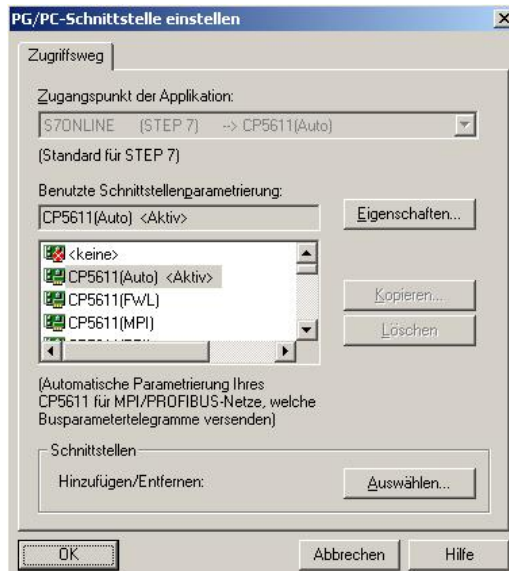 PG/PC-Schnittstelle einstellen
Zugriffsweg
Zugangspunkt der Applikation:
S7ONLINE (STEP 7) --> CP5611(Auto)
(Standard für STEP 7)
Benutzte Schnittstellenparametrierung:
CP5611(Auto) <Aktiv>
Eigenschaften...
<keine>
CP5611(Auto) <Aktiv>
CP5611(FWL)
CP5611(MPI)
Kopieren...
Löschen
(Automatische Parametrierung Ihres
CP5611 für MPI/PROFIBUS-Netze, welche
Busparametertelegramme versenden)
Schnittstellen
Hinzufügen/Entfernen:
Auswählen...
OK
Abbrechen
Hilfe